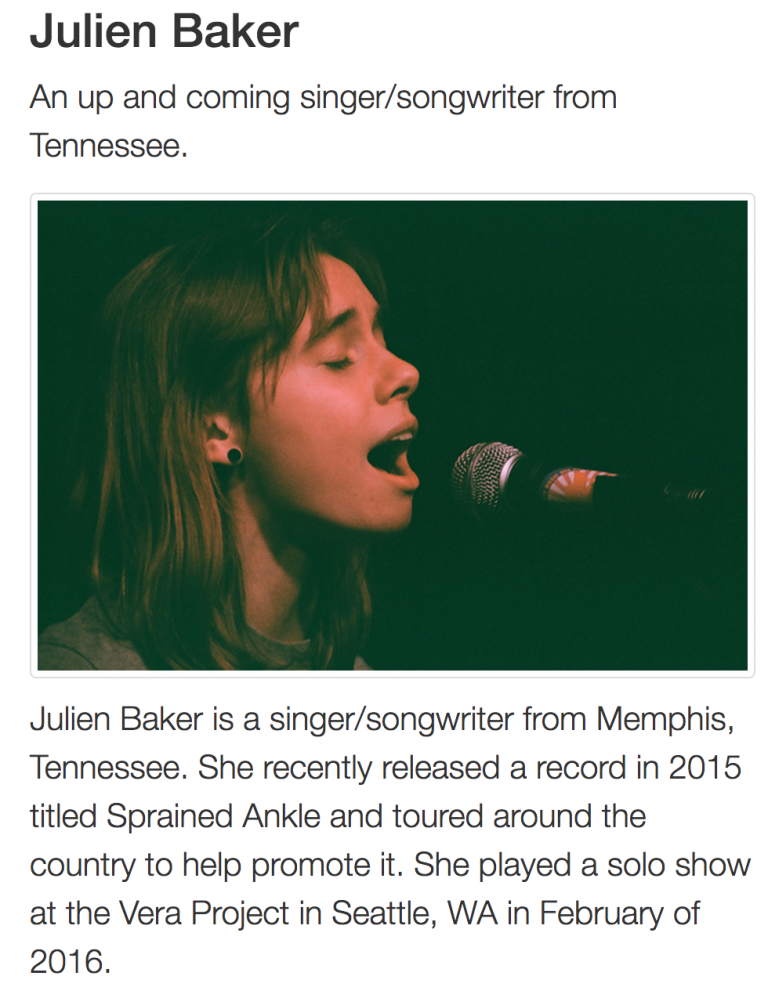 Julien Baker
An up and coming singer/songwriter from
Tennessee.
Julien Baker is a singer/songwriter from Memphis,
Tennessee. She recently released a record in 2015
titled Sprained Ankle and toured around the
country to help promote it. She played a solo show
at the Vera Project in Seattle, WA in February of
2016.